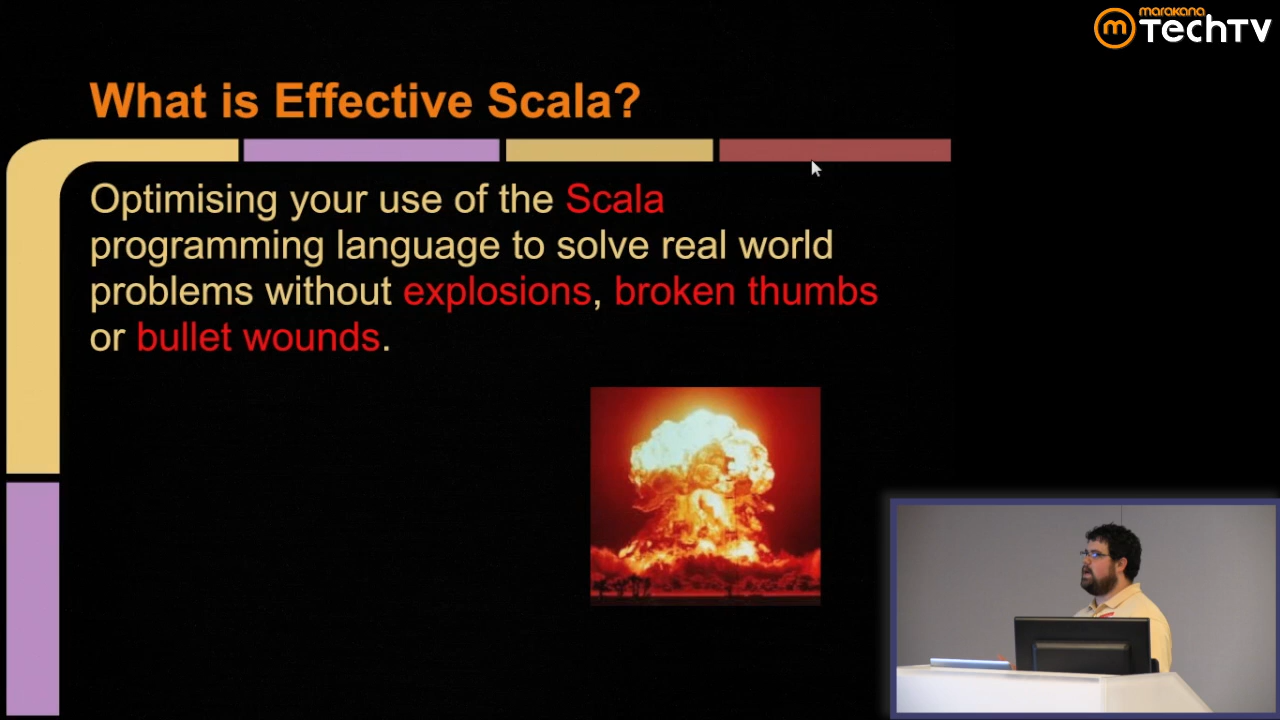 marakana
TechTV
What is Effective Scala?
Optimising your use of the Scala
programming language to solve real world
problems without explosions, broken thumbs
or bullet wounds.